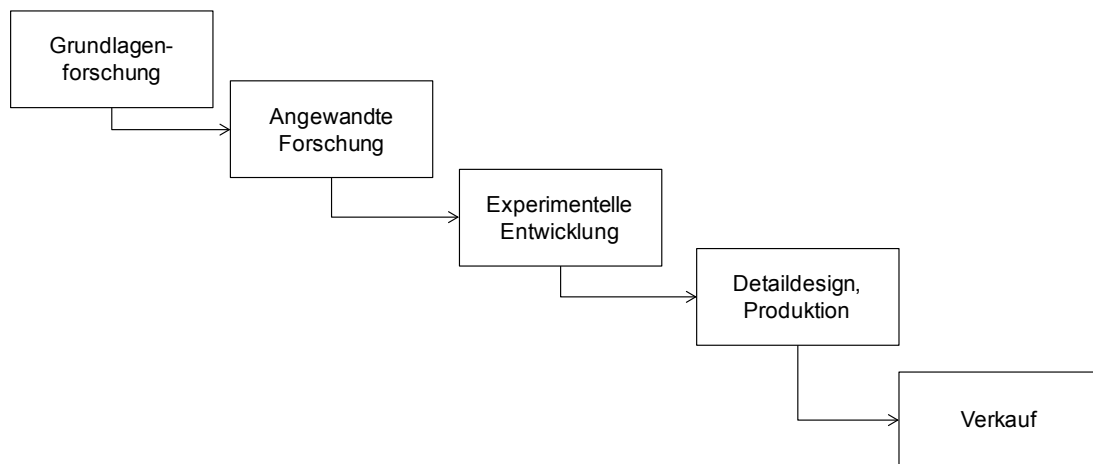 Grundlagen-
forschung
Angewandte
Forschung
Experimentelle
Entwicklung
Detaildesign,
Produktion
Verkauf